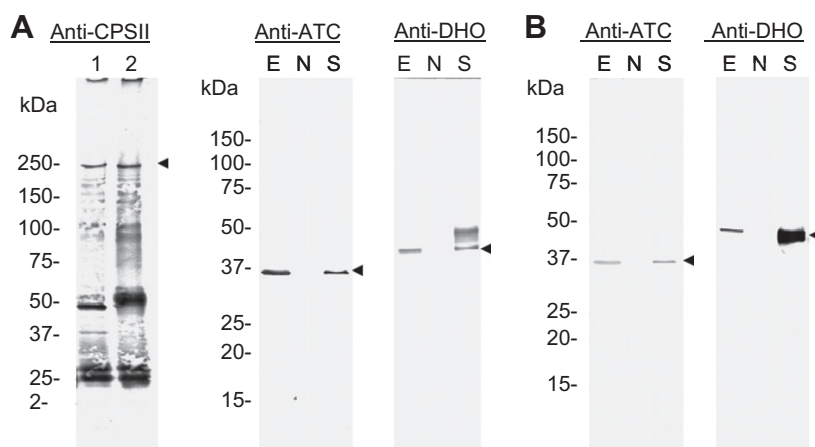 A
Anti-CPSII
1 2
kDa
250-
150-
100-
75-
50-
37-
25-
2-
Anti-ATC
E N S
kDa
150-
100-
75-
50-
37-
25-
20-
15-
Anti-DHO
E N S
B
Anti-ATC
E N S
kDa
150-
100-
75-
50-
37-
25-
20-
15-
Anti-DHO
E N S